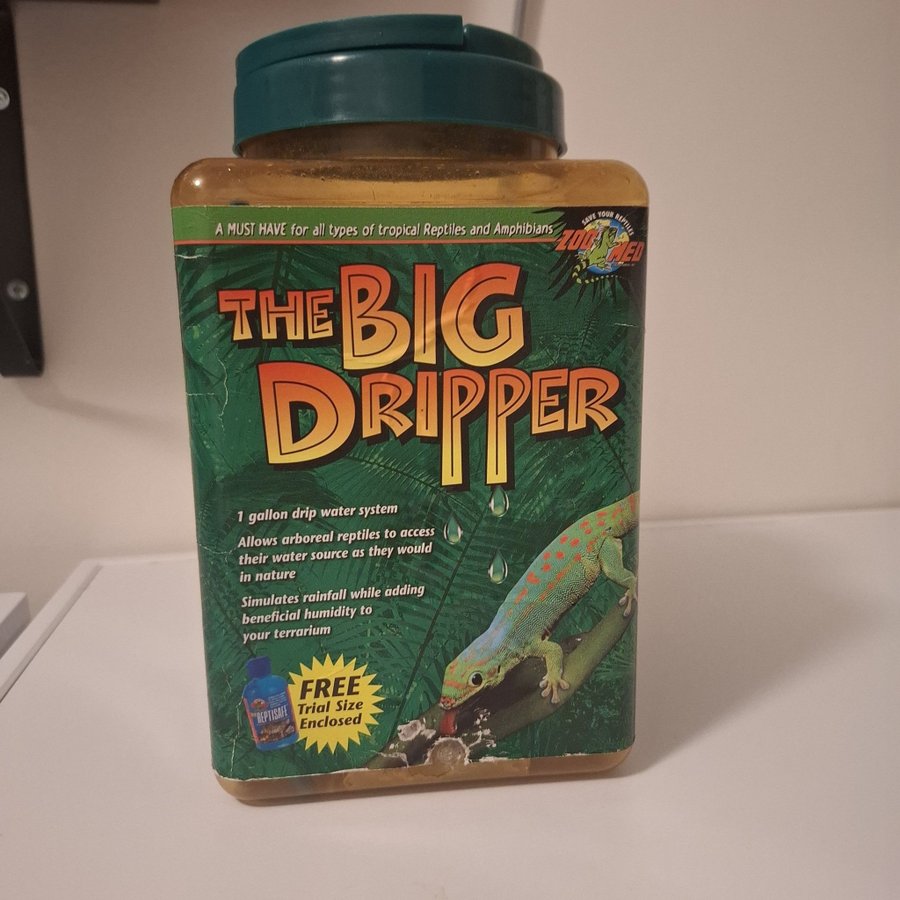 A MUST HAVE for all types of tropical Reptiles and Amphibians
SAVE YOUR REPTILES
ZOO MED
THE BIG
DRIPPER
1 gallon drip water system
Allows arboreal reptiles to access
their water source as they would
in nature
Simulates rainfall while adding
beneficial humidity to
your terrarium
REPTISAFE
FREE
Trial Size
Enclosed